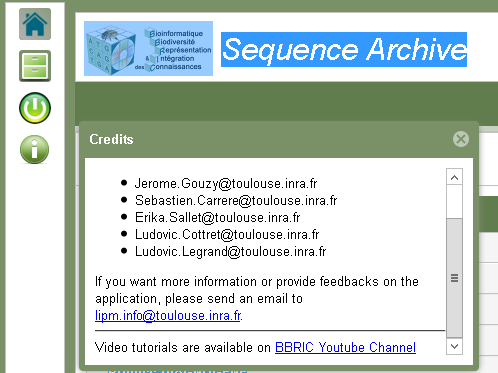 Bioinformatique
Biodiversité
Représentation
& Intégration
des Connaissances
Sequence Archive
Credits
Jerome.Gouzy@toulouse.inra.fr
Sebastien.Carrere@toulouse.inra.fr
Erika.Sallet@toulouse.inra.fr
Ludovic.Cottret@toulouse.inra.fr
Ludovic.Legrand@toulouse.inra.fr
If you want more information or provide feedbacks on the
application, please send an email to
lipm.info@toulouse.inra.fr.
Video tutorials are available on BBRIC Youtube Channel